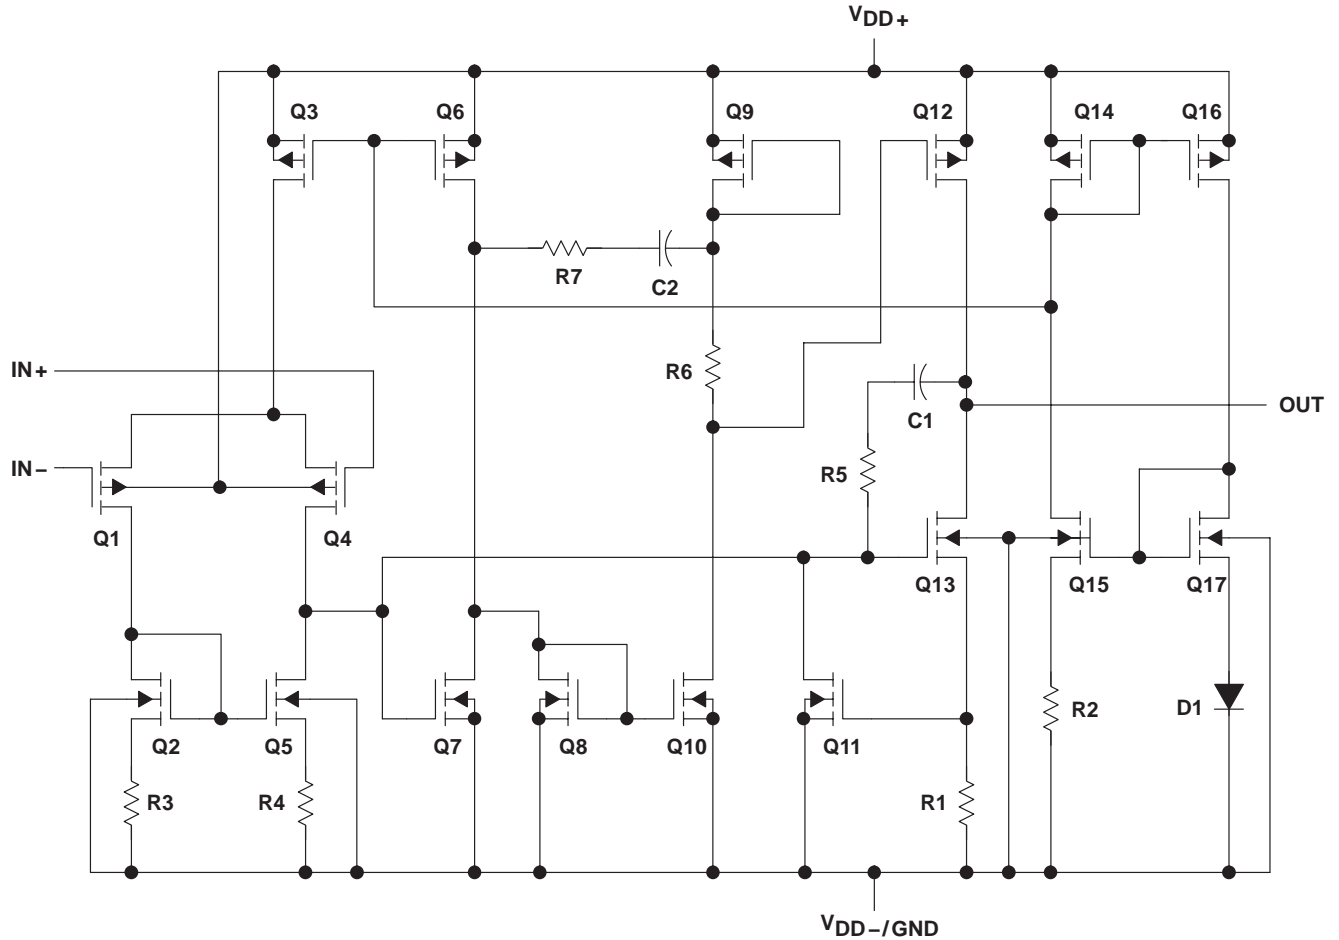 VDD+
Q3
Q6
Q9
Q12
Q14
Q16
R7
C2
IN+
R6
C1
OUT
IN−
R5
Q1
Q4
Q13
Q15
Q17
Q2
Q5
Q7
Q8
Q10
Q11
R2
D1
R3
R4
R1
VDD−/GND